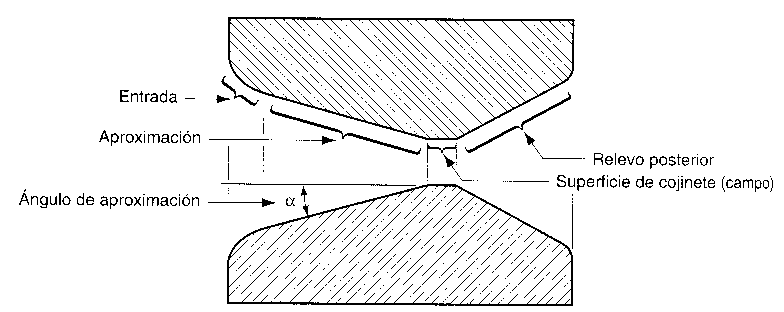 Entrada
Aproximación
Relevo posterior
Superficie de cojinete (campo)
Ángulo de aproximación
α